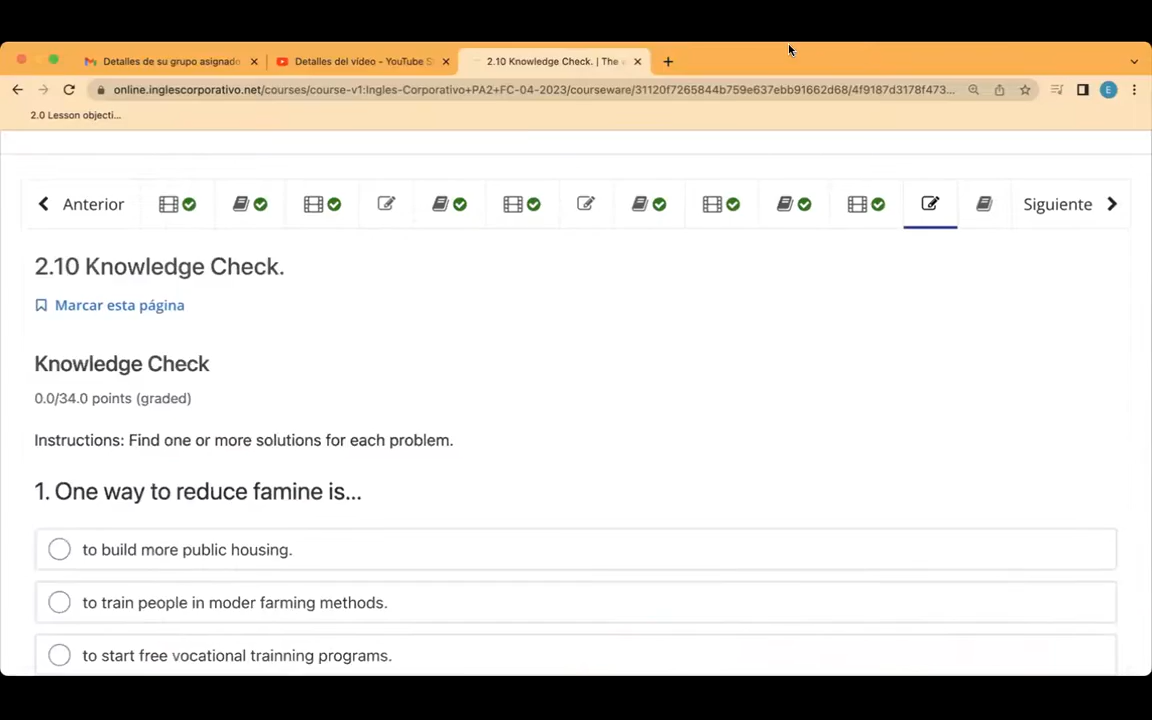 Detalles de su grupo asignado
Detalles del vídeo - YouTube S
2.10 Knowledge Check. | The
online.inglescorporativo.net/courses/course-v1:Ingles-Corporativo+PA2+FC-04-2023/courseware/31120f7265844b759e637ebb91662d68/4f9187d3178f473...
E
2.0 Lesson objecti...
Anterior
Siguiente
2.10 Knowledge Check.
Marcar esta página
Knowledge Check
0.0/34.0 points (graded)
Instructions: Find one or more solutions for each problem.
1. One way to reduce famine is...
to build more public housing.
to train people in moder farming methods.
to start free vocational trainning programs.